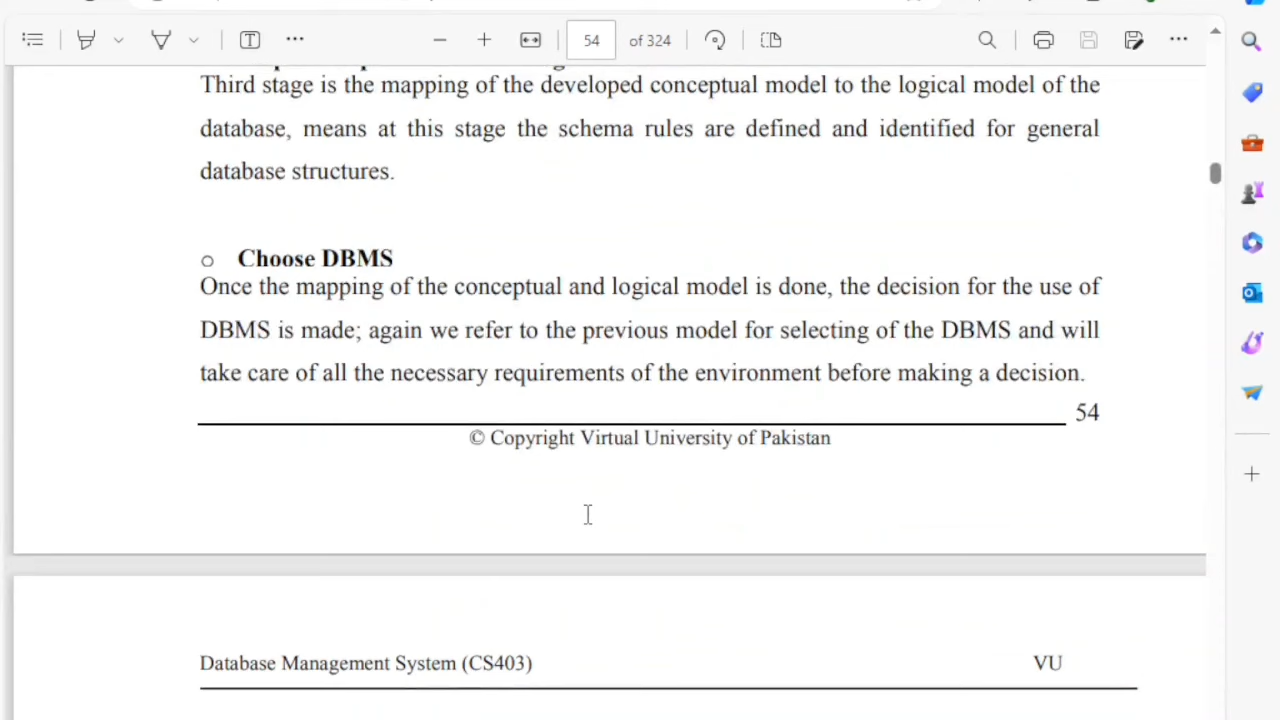 54 of 324
Third stage is the mapping of the developed conceptual model to the logical model of the
database, means at this stage the schema rules are defined and identified for general
database structures.
o Choose DBMS
Once the mapping of the conceptual and logical model is done, the decision for the use of
DBMS is made; again we refer to the previous model for selecting of the DBMS and will
take care of all the necessary requirements of the environment before making a decision.
54
© Copyright Virtual University of Pakistan
Database Management System (CS403) VU